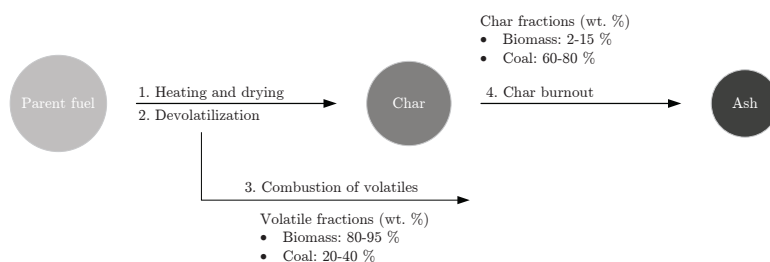 Char fractions (wt. %)
• Biomass: 2-15 %
• Coal: 60-80 %
Parent fuel
1. Heating and drying
2. Devolatilization
Char
4. Char burnout
Ash
3. Combustion of volatiles
Volatile fractions (wt. %)
• Biomass: 80-95 %
• Coal: 20-40 %